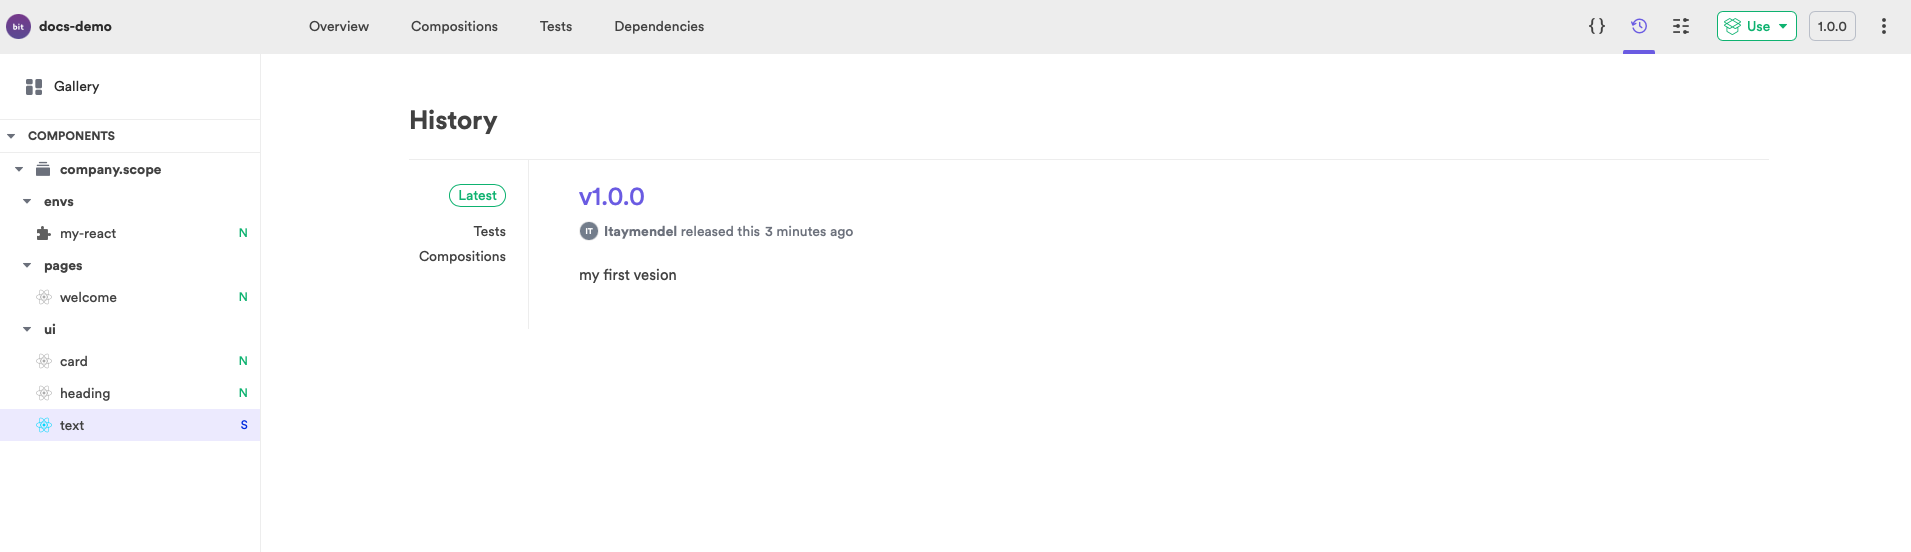 bit docs-demo Overview Compositions Tests Dependencies {} Use 1.0.0
Gallery
COMPONENTS
company.scope
envs
my-react N
pages
welcome N
ui
card N
heading N
text S
History
Latest
Tests
Compositions
v1.0.0
IT Itaymendel released this 3 minutes ago
my first vesion